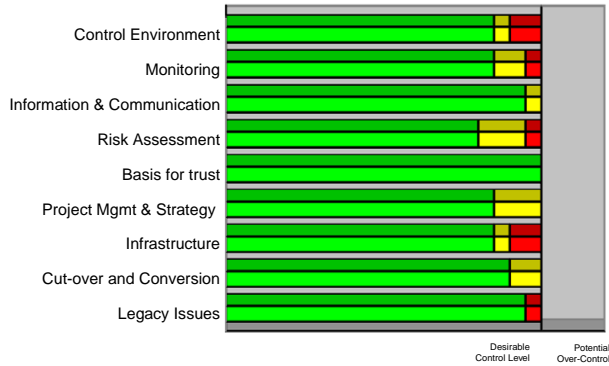 Control Environment
Monitoring
Information & Communication
Risk Assessment
Basis for trust
Project Mgmt & Strategy
Infrastructure
Cut-over and Conversion
Legacy Issues
Desirable Potential
Control Level Over-Control